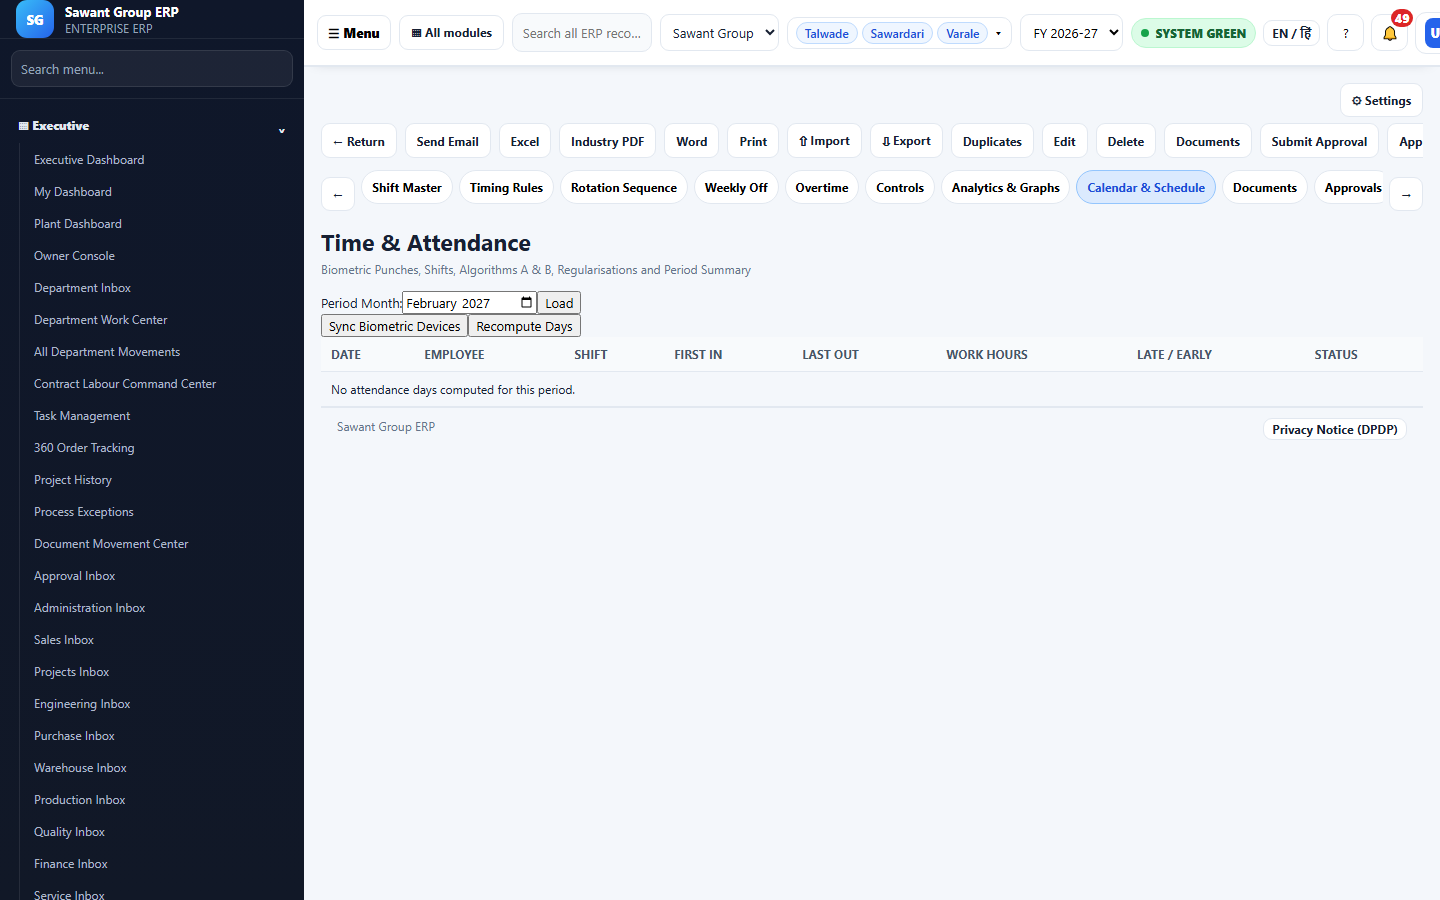 SG
Sawant Group ERP
ENTERPRISE ERP
☰ Menu
All modules
Search all ERP reco...
Sawant Group
Talwade
Sawardari
Varale
FY 2026-27
SYSTEM GREEN
EN / हिं
?
49
U
Search menu...
⚙ Settings
Executive
← Return
Send Email
Excel
Industry PDF
Word
Print
⇧ Import
⇩ Export
Duplicates
Edit
Delete
Documents
Submit Approval
App
←
Shift Master
Timing Rules
Rotation Sequence
Weekly Off
Overtime
Controls
Analytics & Graphs
Calendar & Schedule
Documents
Approvals
→
Executive Dashboard
My Dashboard
Plant Dashboard
Owner Console
Department Inbox
Department Work Center
All Department Movements
Contract Labour Command Center
Task Management
360 Order Tracking
Project History
Process Exceptions
Document Movement Center
Approval Inbox
Administration Inbox
Sales Inbox
Projects Inbox
Engineering Inbox
Purchase Inbox
Warehouse Inbox
Production Inbox
Quality Inbox
Finance Inbox
Service Inbox
Time & Attendance
Biometric Punches, Shifts, Algorithms A & B, Regularisations and Period Summary
Period Month: February 2027 Load
Sync Biometric Devices Recompute Days
DATE EMPLOYEE SHIFT FIRST IN LAST OUT WORK HOURS LATE / EARLY STATUS
No attendance days computed for this period.
Sawant Group ERP
Privacy Notice (DPDP)